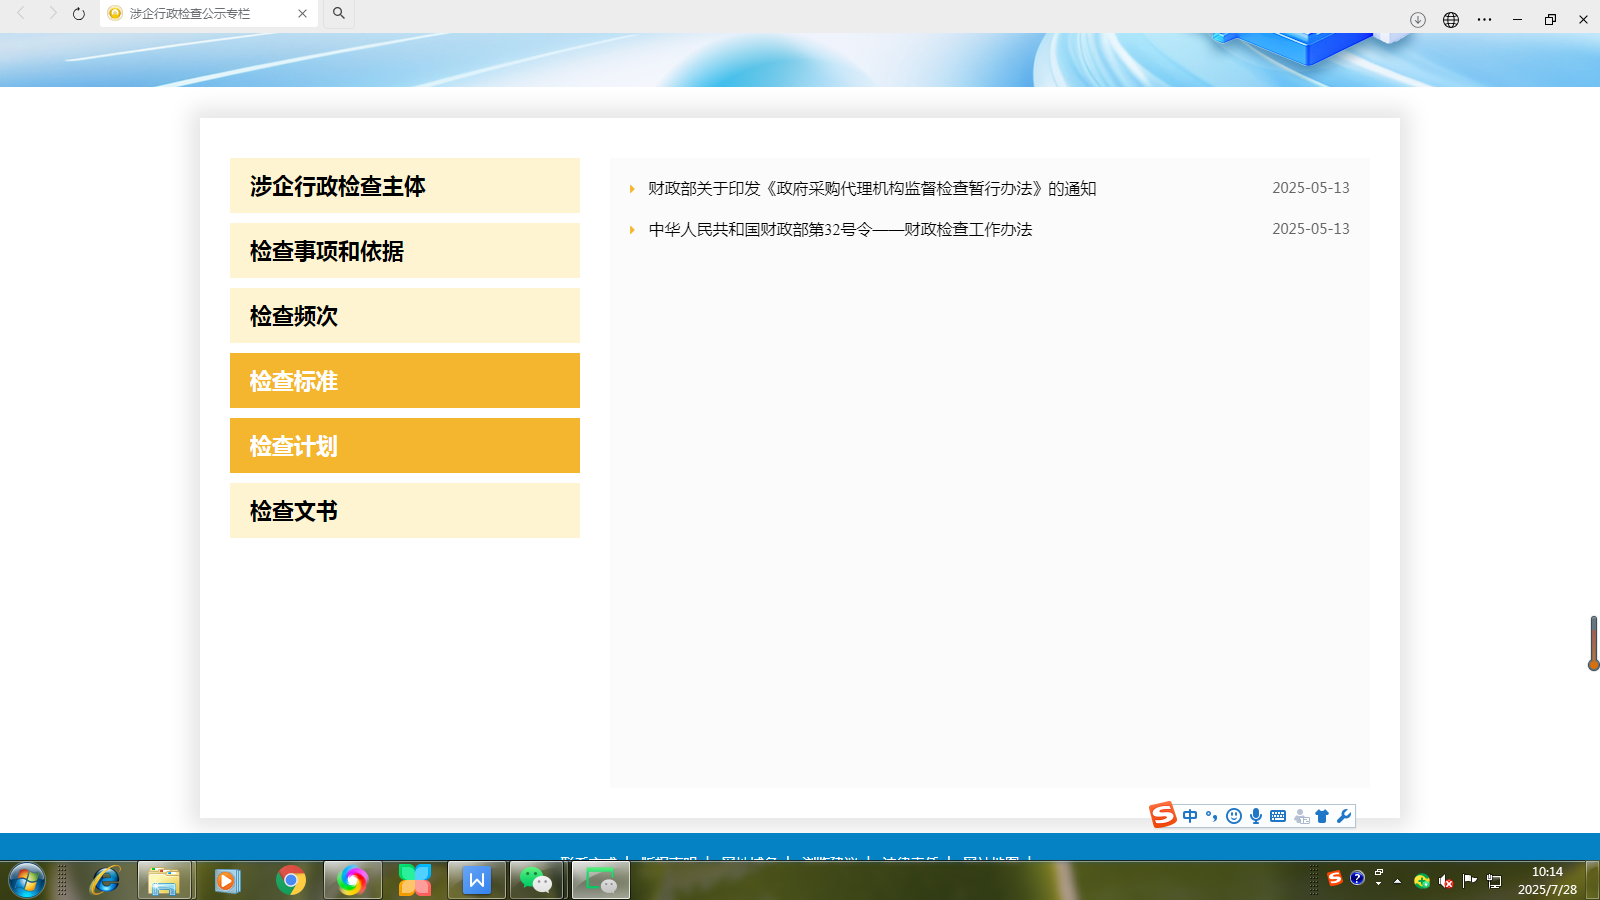 涉企行政检查公示专栏
涉企行政检查主体
检查事项和依据
检查频次
检查标准
检查计划
检查文书
财政部关于印发《政府采购代理机构监督检查暂行办法》的通知 2025-05-13
中华人民共和国财政部第32号令——财政检查工作办法 2025-05-13
中
10:14
2025/7/28